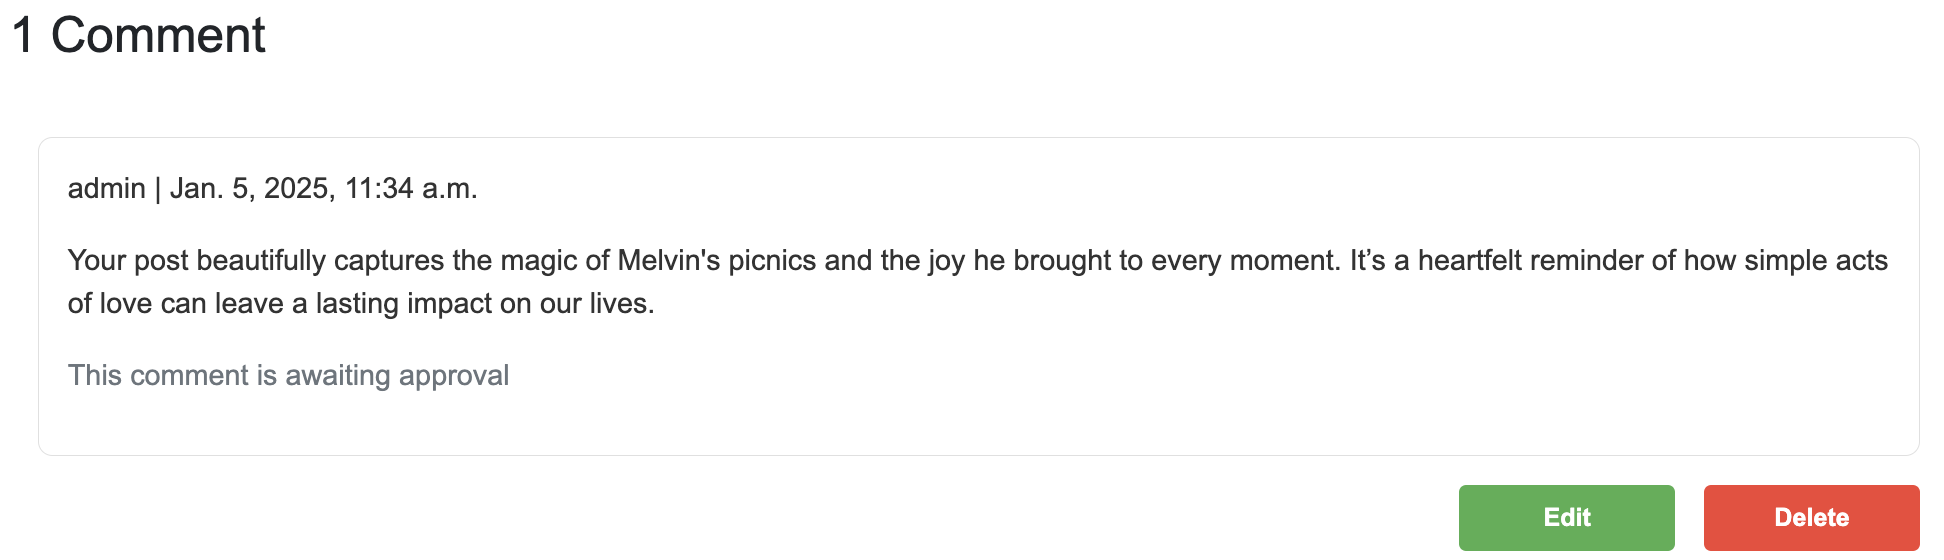 1 Comment
admin | Jan. 5, 2025, 11:34 a.m.
Your post beautifully captures the magic of Melvin's picnics and the joy he brought to every moment. It’s a heartfelt reminder of how simple acts
of love can leave a lasting impact on our lives.
This comment is awaiting approval
Edit
Delete